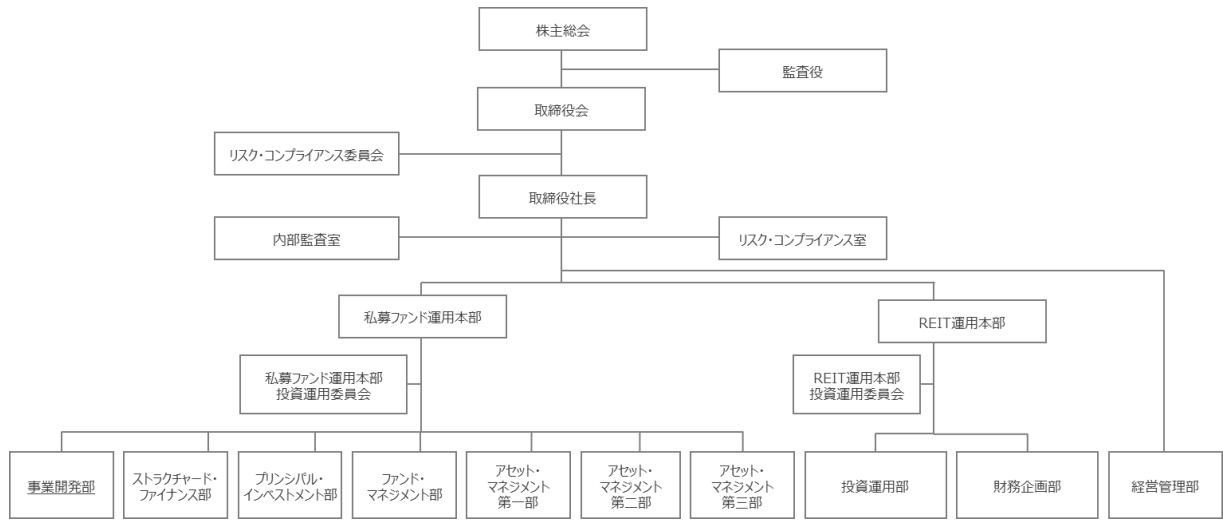 株主総会
監査役
取締役会
リスク・コンプライアンス委員会
取締役社長
内部監査室
リスク・コンプライアンス室
私募ファンド運用本部
REIT運用本部
私募ファンド運用本部
投資運用委員会
REIT運用本部
投資運用委員会
事業開発部
ストラクチャード・
ファイナンス部
プリンシパル・
インベストメント部
ファンド・
マネジメント部
アセット・
マネジメント
第一部
アセット・
マネジメント
第二部
アセット・
マネジメント
第三部
投資運用部
財務企画部
経営管理部